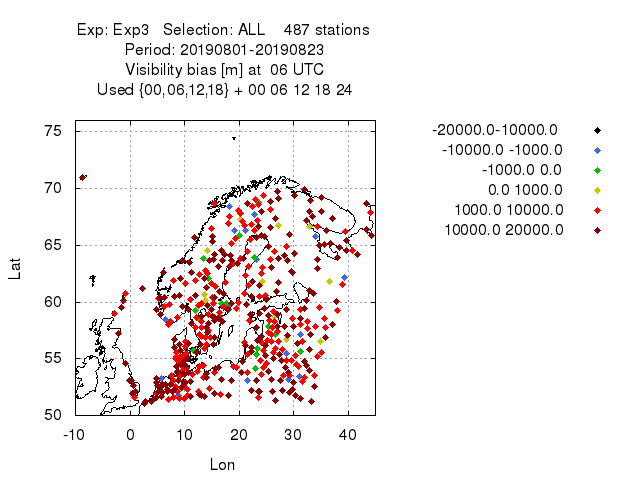 Exp: Exp3 Selection: ALL 487 stations
Period: 20190801-20190823
Visibility bias [m] at 06 UTC
Used {00,06,12,18} + 00 06 12 18 24
-20000.0-10000.0
-10000.0 -1000.0
-1000.0 0.0
0.0 1000.0
1000.0 10000.0
10000.0 20000.0
75
70
65
60
55
50
Lat
-10 0 10 20 30 40
Lon